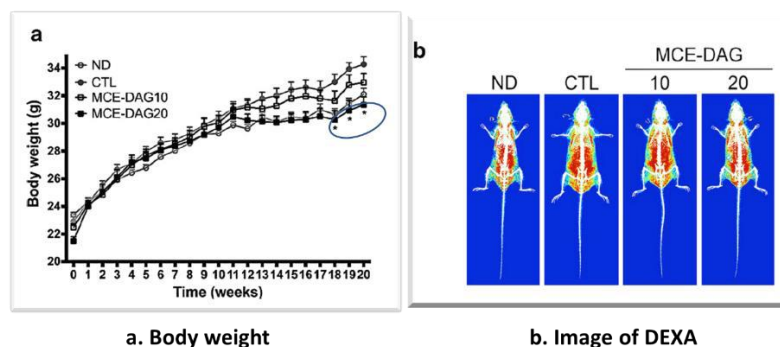 a
ND
CTL
MCE-DAG10
MCE-DAG20
34
32
30
28
26
24
22
20
Body weight (g)
0 1 2 3 4 5 6 7 8 9 10 11 12 13 14 15 16 17 18 19 20
* * *
Time (weeks)
a. Body weight
b
MCE-DAG
ND CTL 10 20
b. Image of DEXA